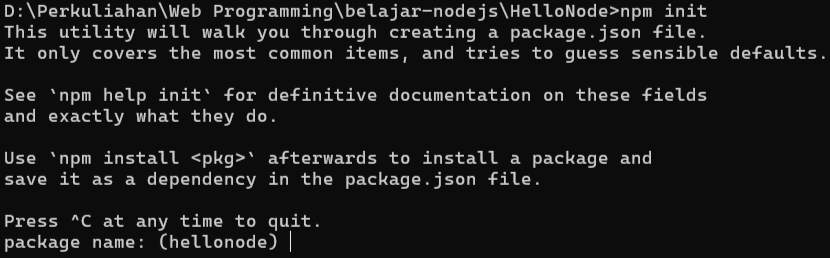 D:\Perkuliahan\Web Programming\belajar-nodejs\HelloNode>npm init
This utility will walk you through creating a package.json file.
It only covers the most common items, and tries to guess sensible defaults.

See `npm help init` for definitive documentation on these fields
and exactly what they do.

Use `npm install <pkg>` afterwards to install a package and
save it as a dependency in the package.json file.

Press ^C at any time to quit.
package name: (hellonode)